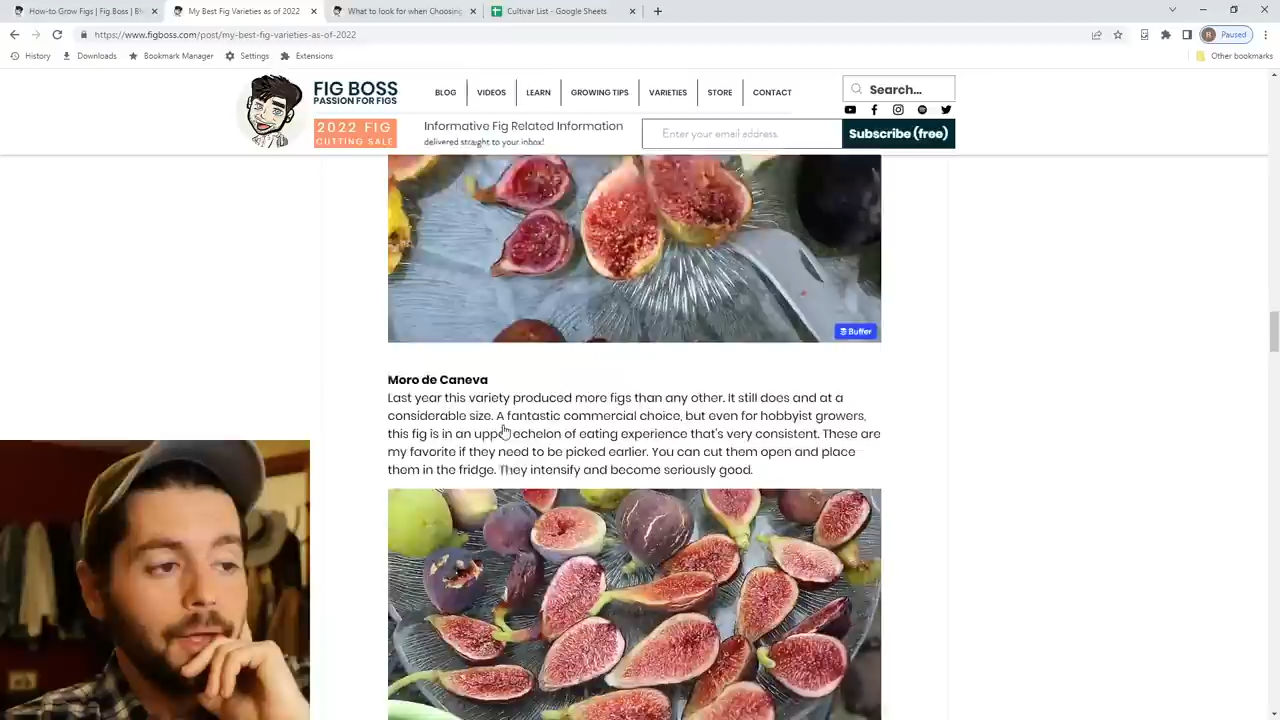 How-to Grow Figs | Fig Boss | Bl
My Best Fig Varieties as of 2022
What to look for when Choosing
Cultivar List - Google Sheets
https://www.figboss.com/post/my-best-fig-varieties-as-of-2022
R Paused
History
Downloads
Bookmark Manager
Settings
Extensions
Other bookmarks
FIG BOSS
PASSION FOR FIGS
BLOG
VIDEOS
LEARN
GROWING TIPS
VARIETIES
STORE
CONTACT
Search...
2022 FIG
CUTTING SALE
Informative Fig Related Information
delivered straight to your inbox!
Enter your email address
Subscribe (free)
Buffer
Moro de Caneva
Last year this variety produced more figs than any other. It still does and at a
considerable size. A fantastic commercial choice, but even for hobbyist growers,
this fig is in an upper echelon of eating experience that's very consistent. These are
my favorite if they need to be picked earlier. You can cut them open and place
them in the fridge. They intensify and become seriously good.